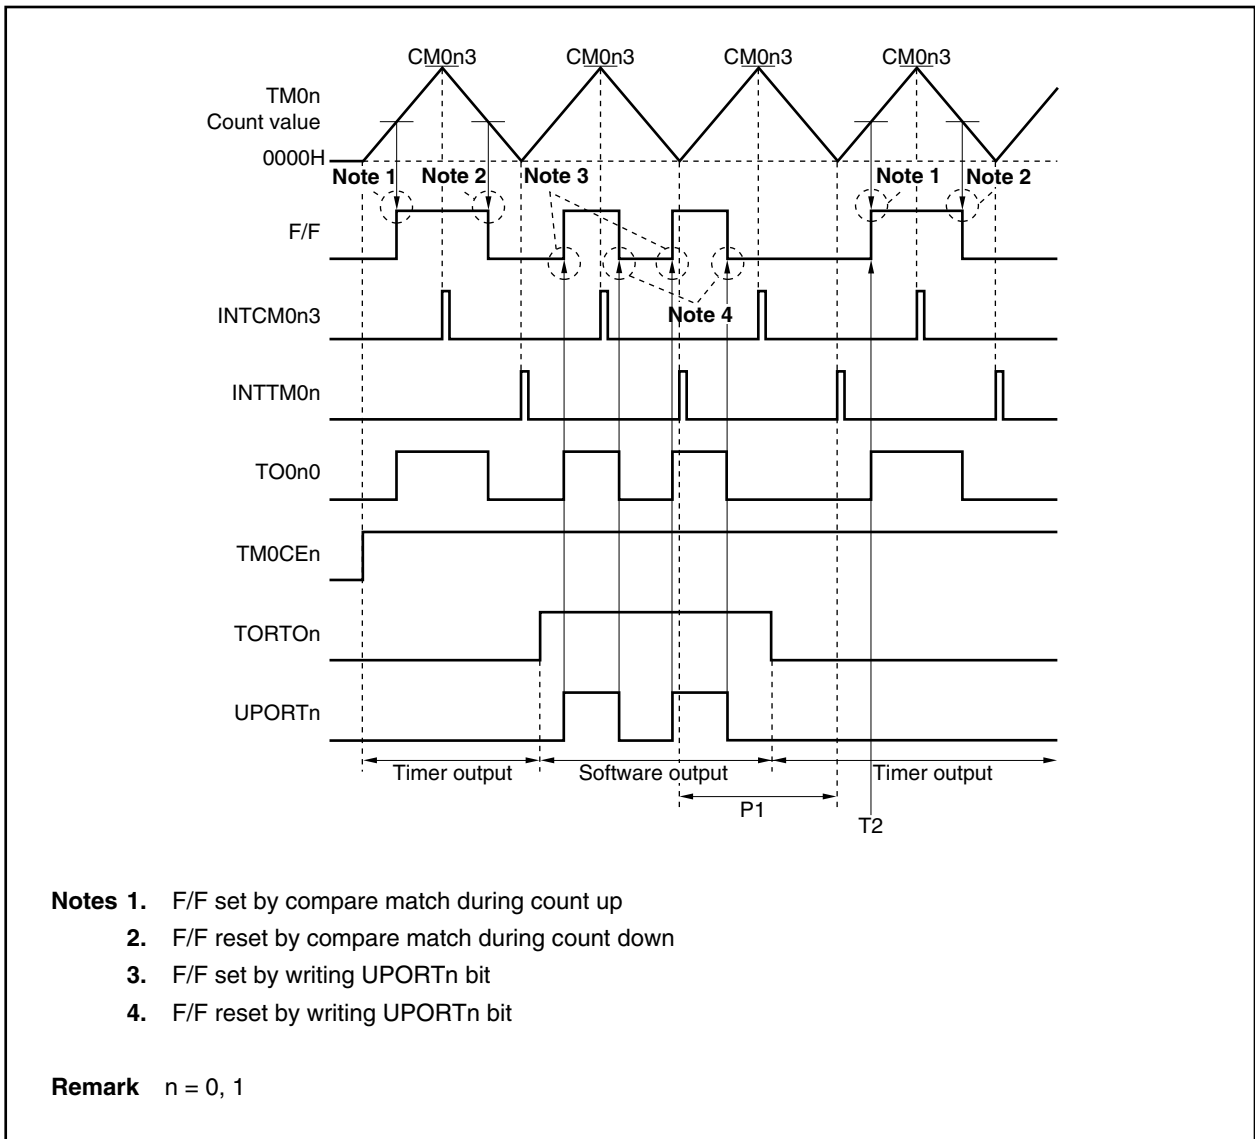 CM0n3 CM0n3 CM0n3 CM0n3
TM0n
Count value
0000H
Note 1 Note 2 Note 3 Note 1 Note 2
F/F
INTCM0n3
Note 4
INTTM0n
TO0n0
TM0CEn
TORTOn
UPORTn
Timer output Software output Timer output
P1
T2
Notes 1. F/F set by compare match during count up
2. F/F reset by compare match during count down
3. F/F set by writing UPORTn bit
4. F/F reset by writing UPORTn bit
Remark n = 0, 1